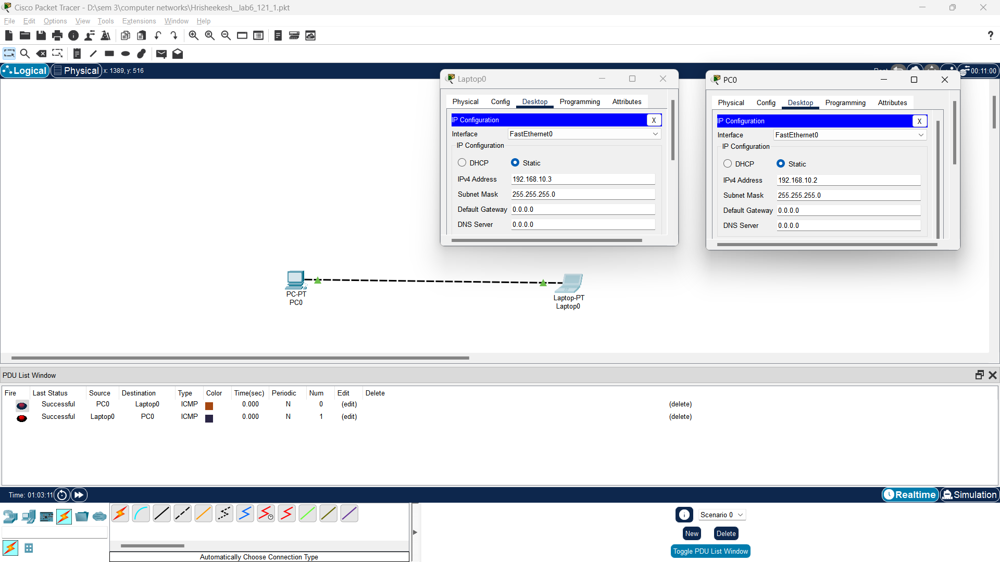 Cisco Packet Tracer - D:\sem 3\computer networks\Hrisheekesh__lab6_121_1.pkt
File Edit Options View Tools Extensions Window Help
?
Logical Physical x: 1389, y: 516
00:11:00
Laptop0
Physical Config Desktop Programming Attributes
IP Configuration X
Interface FastEthernet0
IP Configuration
DHCP Static
IPv4 Address 192.168.10.3
Subnet Mask 255.255.255.0
Default Gateway 0.0.0.0
DNS Server 0.0.0.0
PC0
Physical Config Desktop Programming Attributes
IP Configuration X
Interface FastEthernet0
IP Configuration
DHCP Static
IPv4 Address 192.168.10.2
Subnet Mask 255.255.255.0
Default Gateway 0.0.0.0
DNS Server 0.0.0.0
PC-PT
PC0
Laptop-PT
Laptop0
PDU List Window
Fire Last Status Source Destination Type Color Time(sec) Periodic Num Edit Delete
Successful PC0 Laptop0 ICMP 0.000 N 0 (edit) (delete)
Successful Laptop0 PC0 ICMP 0.000 N 1 (edit) (delete)
Time: 01:03:11
Realtime Simulation
Scenario 0
New Delete
Toggle PDU List Window
Automatically Choose Connection Type